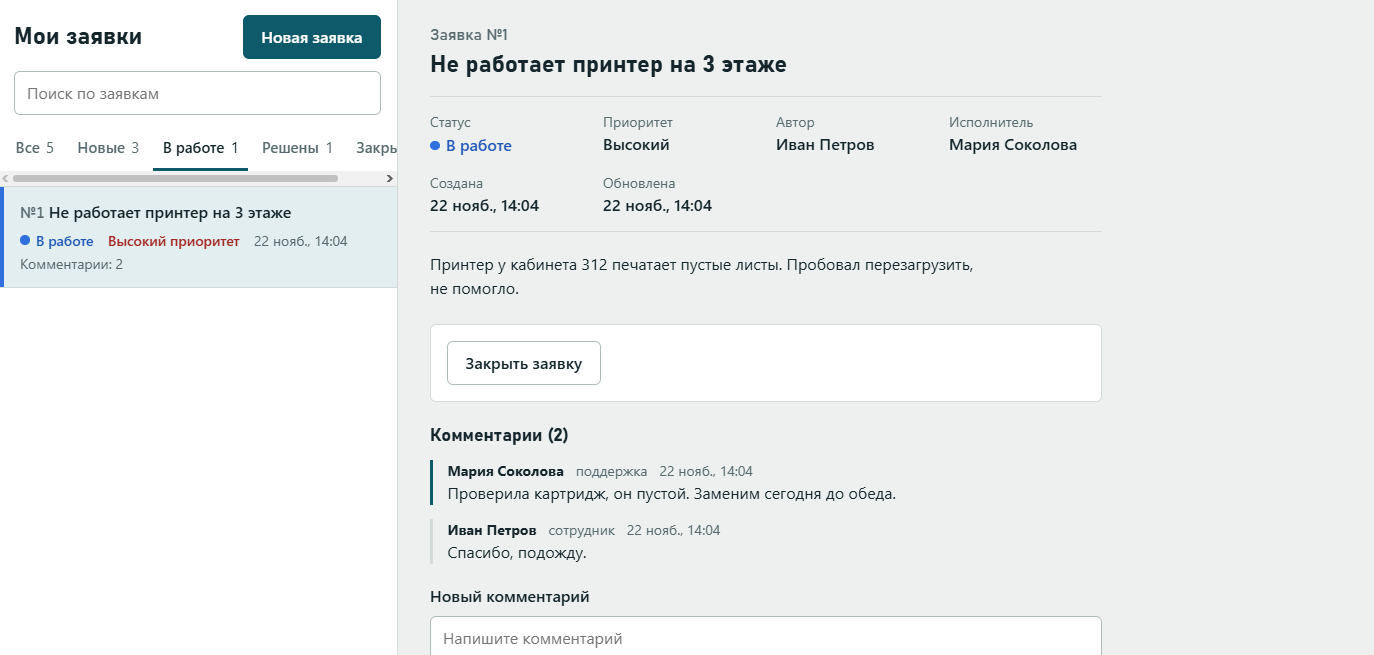 Мои заявки
Новая заявка
Поиск по заявкам
Все 5 Новые 3 В работе 1 Решены 1 Закры
№1 Не работает принтер на 3 этаже
В работе Высокий приоритет 22 нояб., 14:04
Комментарии: 2
Заявка №1
Не работает принтер на 3 этаже
Статус Приоритет Автор Исполнитель
В работе Высокий Иван Петров Мария Соколова
Создана Обновлена
22 нояб., 14:04 22 нояб., 14:04
Принтер у кабинета 312 печатает пустые листы. Пробовал перезагрузить,
не помогло.
Закрыть заявку
Комментарии (2)
Мария Соколова поддержка 22 нояб., 14:04
Проверила картридж, он пустой. Заменим сегодня до обеда.
Иван Петров сотрудник 22 нояб., 14:04
Спасибо, подожду.
Новый комментарий
Напишите комментарий